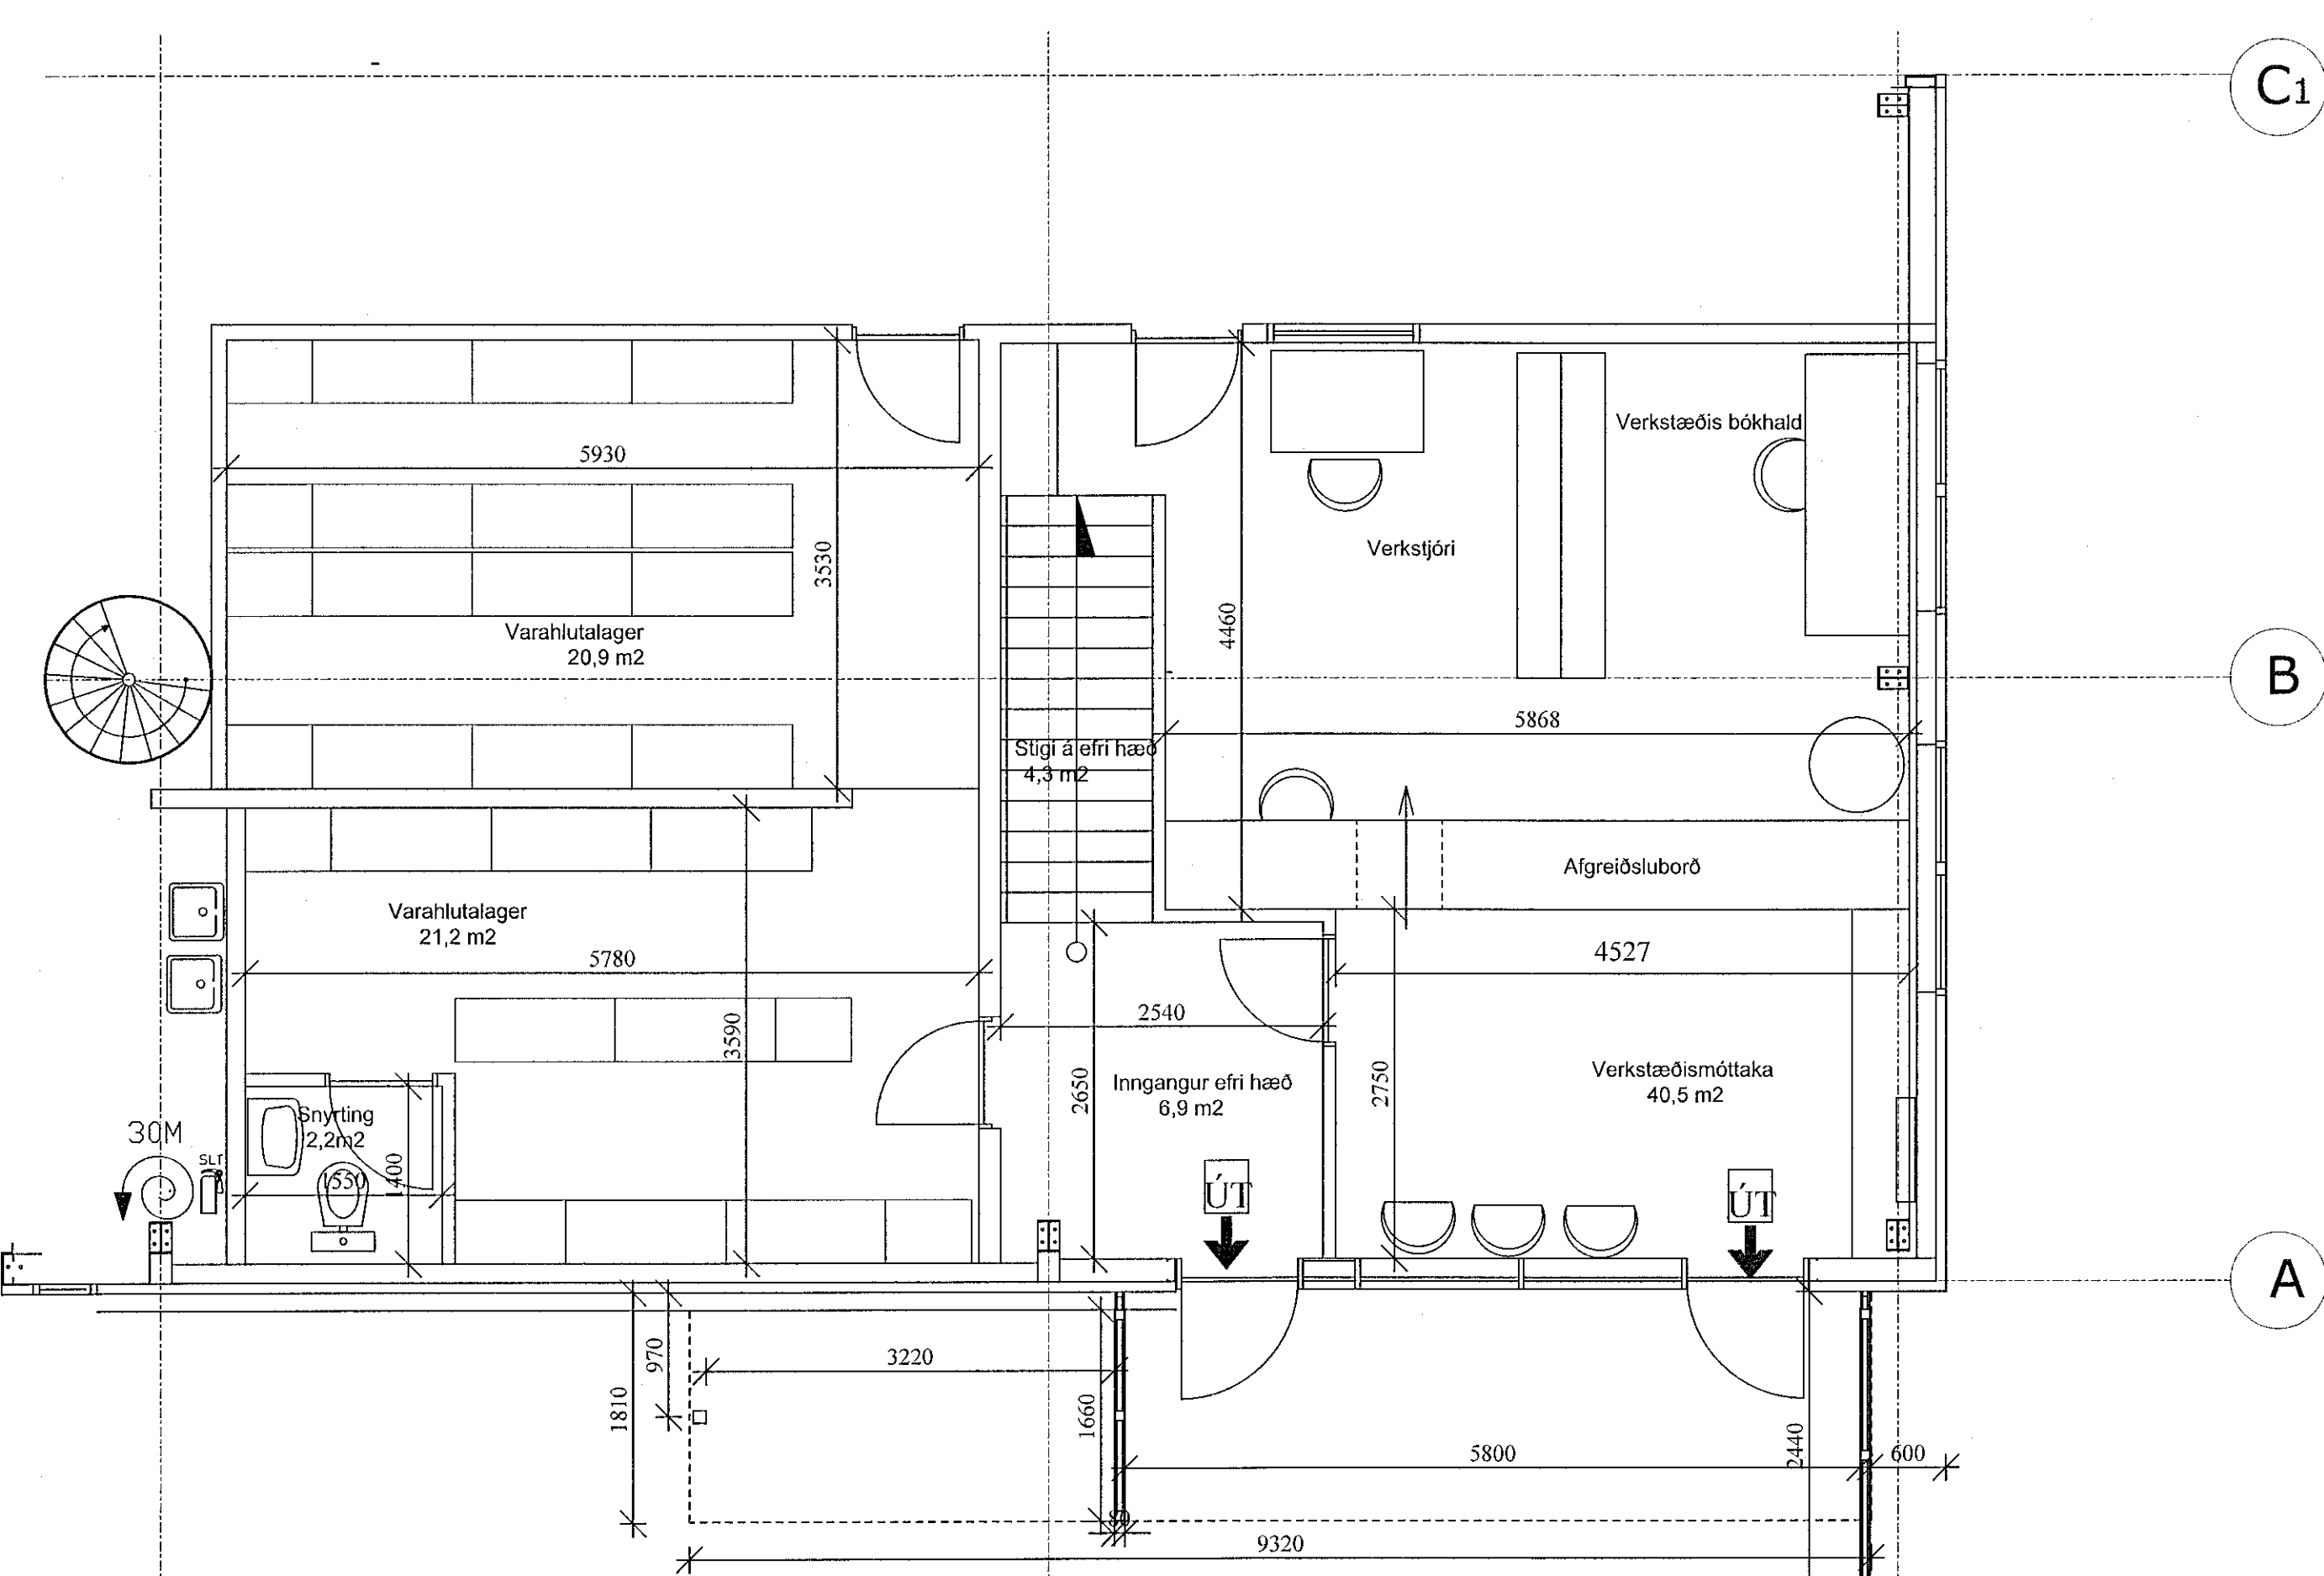 C1
5930
Verkstæðis bókhald
3530
Verkstjóri
4460
Varahlutalager
20,9 m2
B
5868
Stigi á efri hæð
4,3 m2
Afgreiðsluborð
Varahlutalager
21,2 m2
4527
5780
2540
3590
2650
2750
Inngangur efri hæð
6,9 m2
Verkstæðismóttaka
40,5 m2
Snyrting
2,2m2
30M
SLT
1550
1400
ÚT
ÚT
A
970
3220
1810
1660
5800
2440
600
80
9320